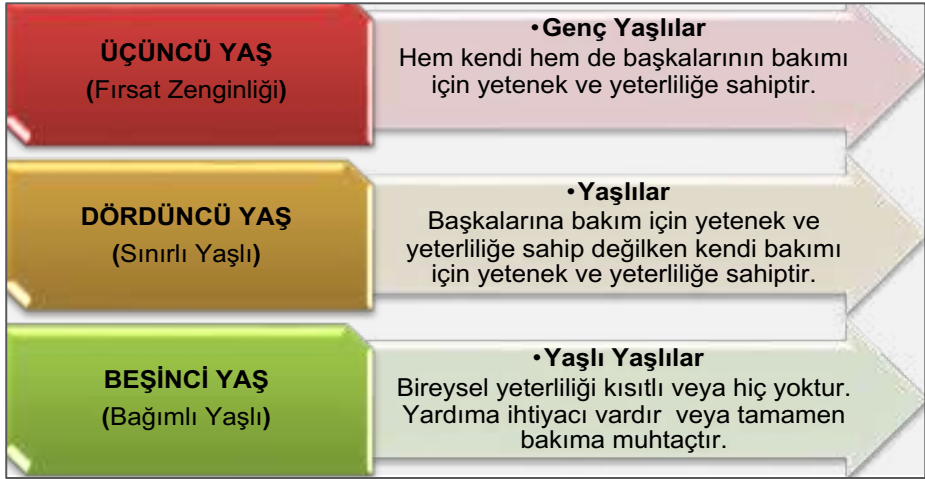 ÜÇÜNCÜ YAŞ
(Fırsat Zenginliği)
•Genç Yaşlılar
Hem kendi hem de başkalarının bakımı
için yetenek ve yeterliliğe sahiptir.
DÖRDÜNCÜ YAŞ
(Sınırlı Yaşlı)
•Yaşlılar
Başkalarına bakım için yetenek ve
yeterliliğe sahip değilken kendi bakımı
için yetenek ve yeterliliğe sahiptir.
BEŞİNCİ YAŞ
(Bağımlı Yaşlı)
•Yaşlı Yaşlılar
Bireysel yeterliliği kısıtlı veya hiç yoktur.
Yardıma ihtiyacı vardır veya tamamen
bakıma muhtaçtır.